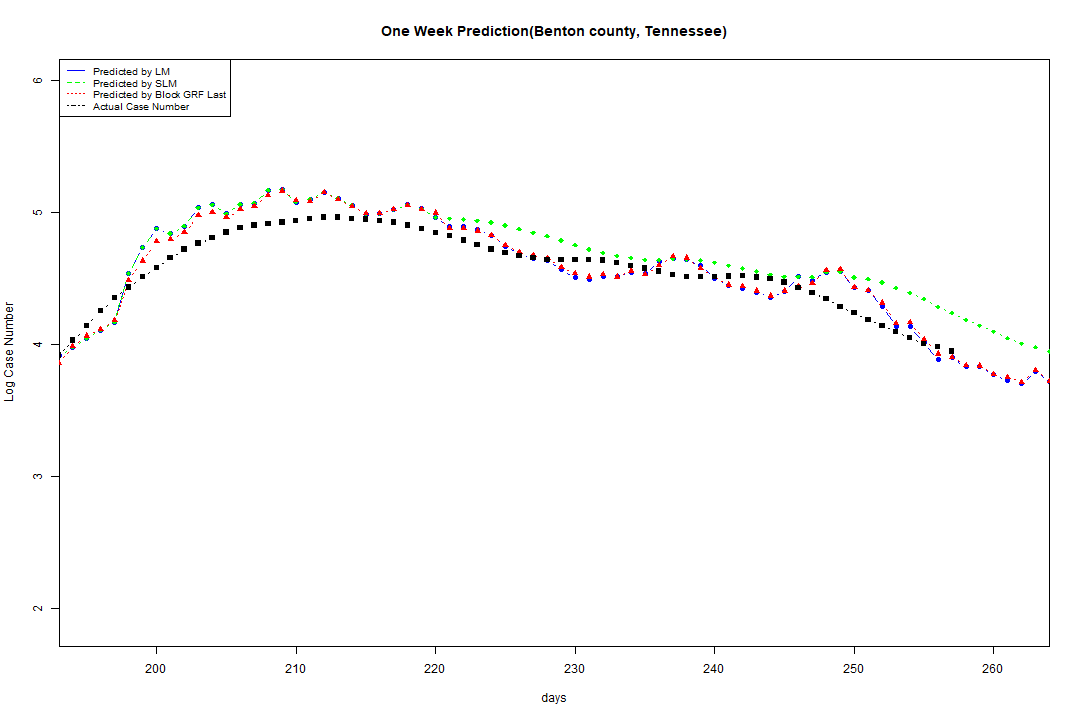 One Week Prediction(Benton county, Tennessee)
Predicted by LM
Predicted by SLM
Predicted by Block GRF Last
Actual Case Number
6
5
4
3
2
Log Case Number
200 210 220 230 240 250 260
days